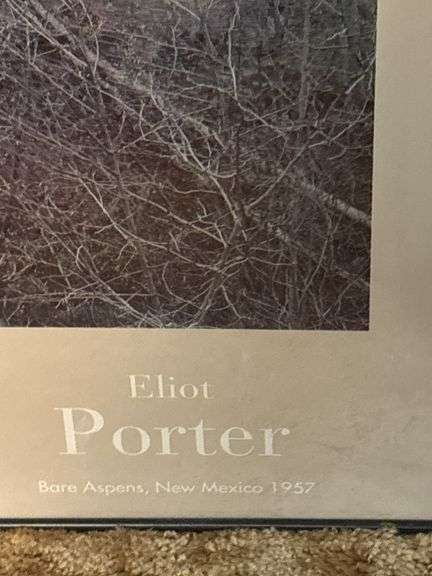 Eliot
Porter
Bare Aspens, New Mexico 1957